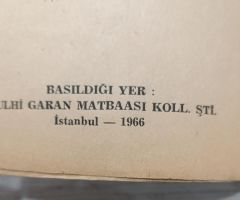 BASILDIĞI YER :
ULHİ GARAN MATBAASI KOLL. ŞTİ.
İstanbul — 1966